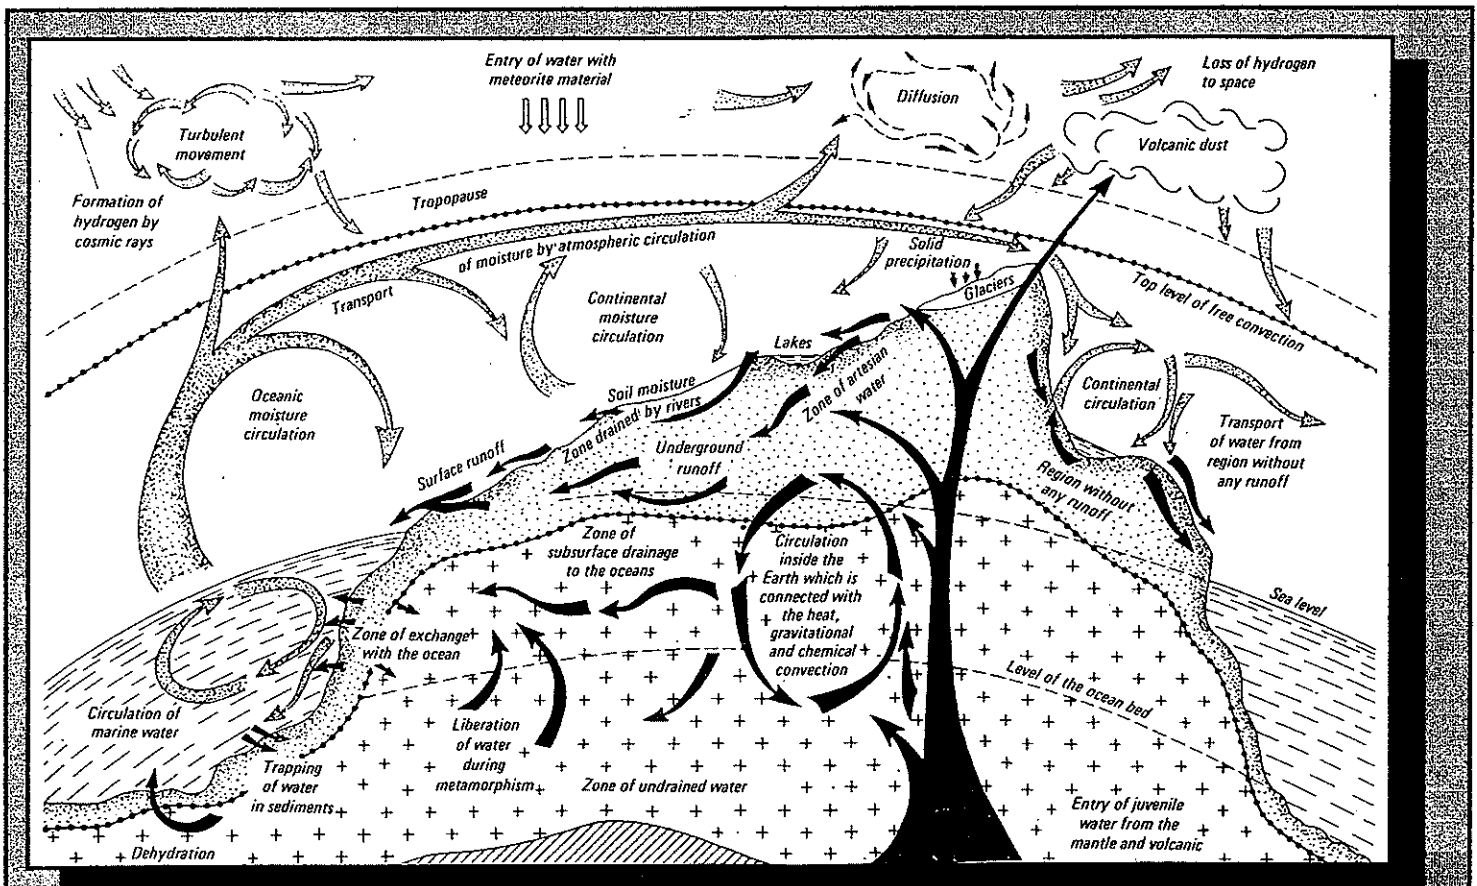 Entry of water with
meteorite material
Loss of hydrogen
to space
Diffusion
Turbulent
movement
Volcanic dust
Formation of
hydrogen by
cosmic rays
Tropopause
of moisture by atmospheric circulation
Transport
Solid
precipitation
Glaciers
Top level of free convection
Continental
moisture
circulation
Lakes
Oceanic
moisture
circulation
Soil moisture
Zone drained by rivers
Zone of artesian
water
Continental
circulation
Transport
of water from
region without
any runoff
Surface runoff
Underground
runoff
Region without
any runoff
Zone of
subsurface drainage
to the oceans
Circulation
inside the
Earth which is
connected with
the heat,
gravitational
and chemical
convection
Sea level
Zone of exchange
with the ocean
Level of the ocean bed
Circulation of
marine water
Liberation
of water
during
metamorphism
Trapping
of water
in sediments
Zone of undrained water
Entry of juvenile
water from the
mantle and volcanic
Dehydration